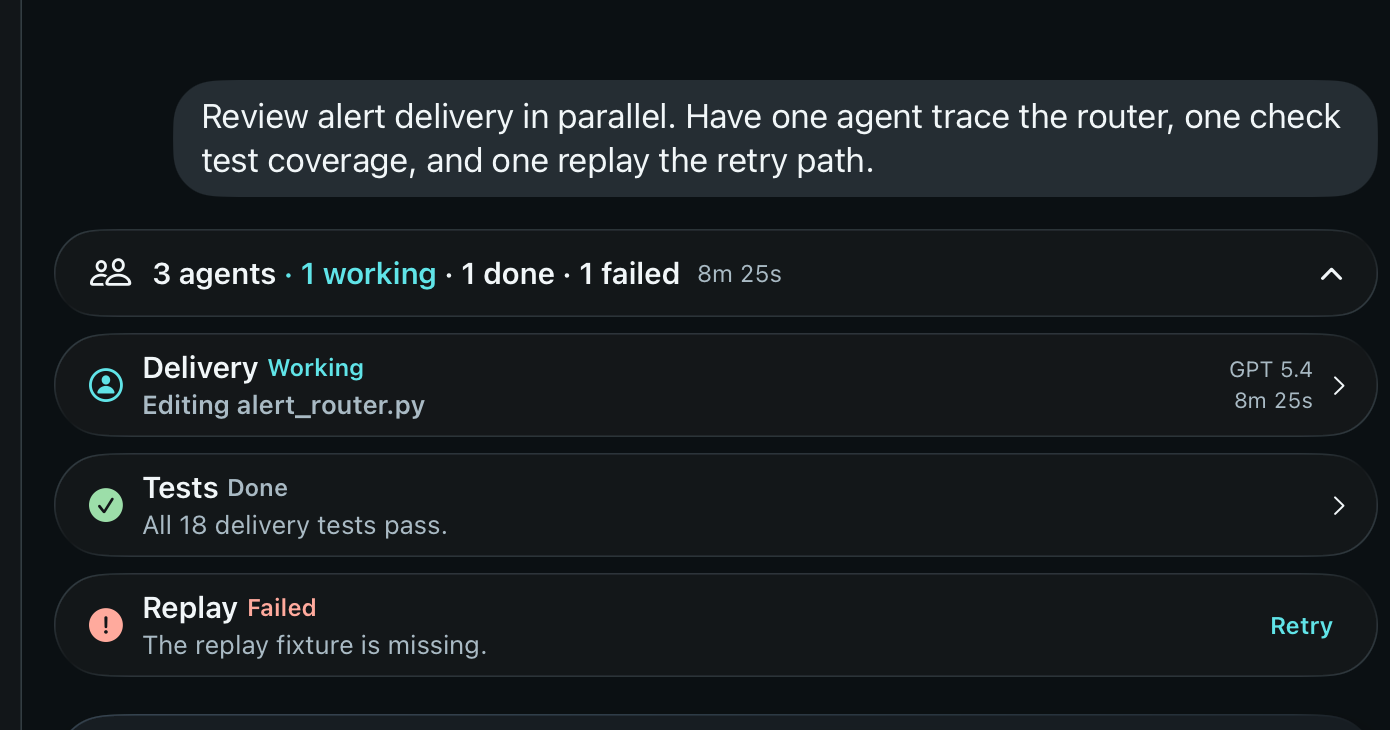 Review alert delivery in parallel. Have one agent trace the router, one check
test coverage, and one replay the retry path.
3 agents · 1 working · 1 done · 1 failed 8m 25s
Delivery Working
GPT 5.4
Editing alert_router.py
8m 25s
Tests Done
All 18 delivery tests pass.
Replay Failed
The replay fixture is missing.
Retry